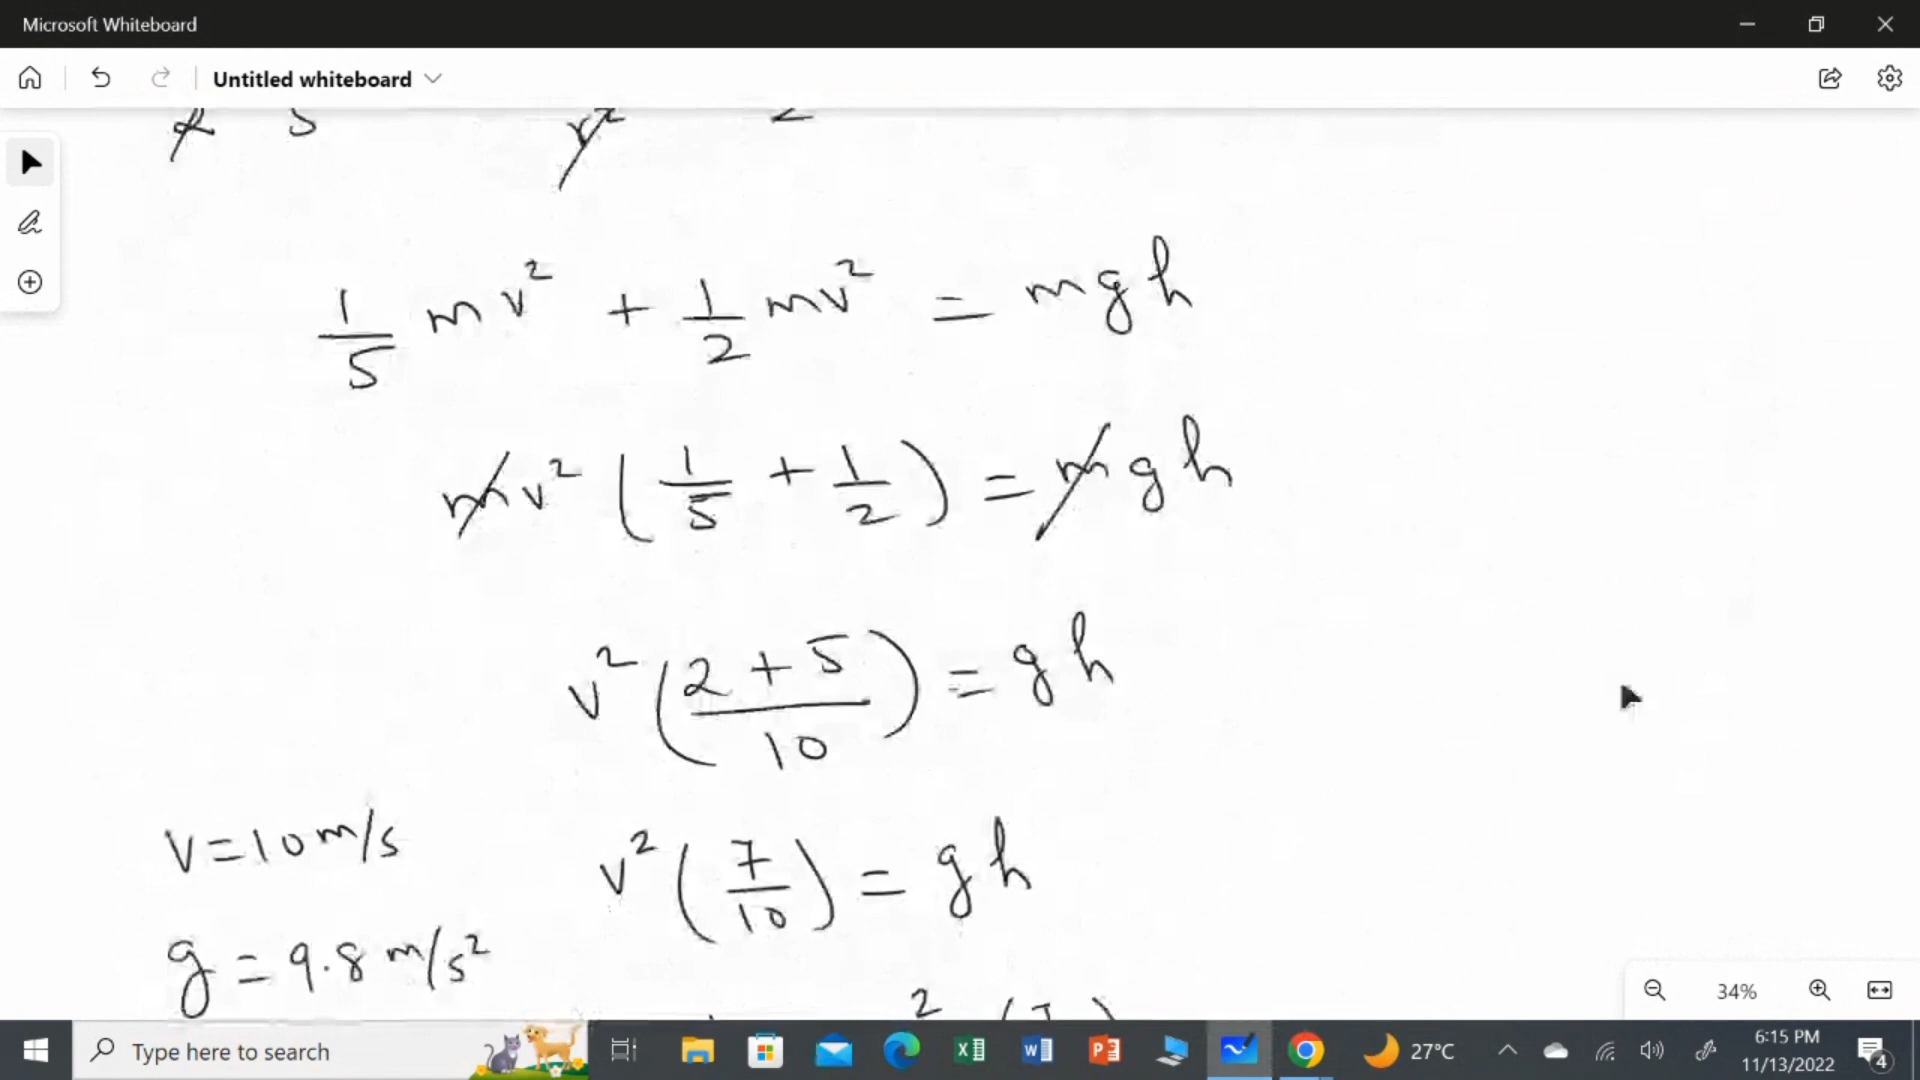 Microsoft Whiteboard
Untitled whiteboard
1/5 mv² + 1/2 mv² = mgh
mv² (1/5 + 1/2) = mgh
v² ((2 + 5)/10) = gh
v = 10 m/s
v² (7/10) = gh
g = 9.8 m/s²
34%
Type here to search
27°C
6:15 PM
11/13/2022
4